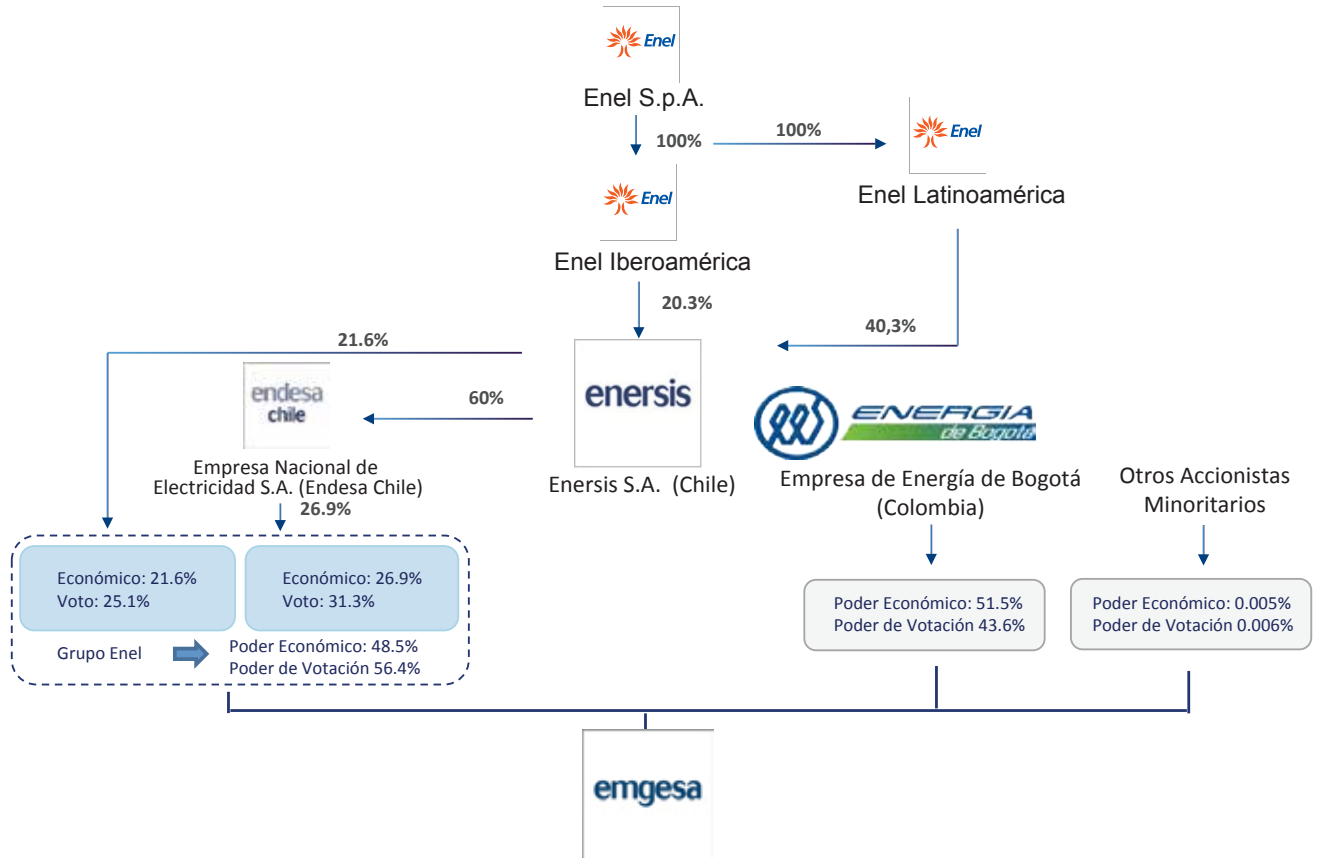 Enel
Enel S.p.A.
100%
100%
Enel
Enel Latinoamérica
Enel
Enel Iberoamérica
20.3%
40,3%
21.6%
endesa
chile
60%
enersis
ENERGIA
de Bogotá
Empresa Nacional de
Electricidad S.A. (Endesa Chile)
26.9%
Enersis S.A. (Chile)
Empresa de Energía de Bogotá
(Colombia)
Otros Accionistas
Minoritarios
Económico: 21.6%
Voto: 25.1%
Económico: 26.9%
Voto: 31.3%
Grupo Enel
Poder Económico: 48.5%
Poder de Votación 56.4%
Poder Económico: 51.5%
Poder de Votación 43.6%
Poder Económico: 0.005%
Poder de Votación 0.006%
emgesa